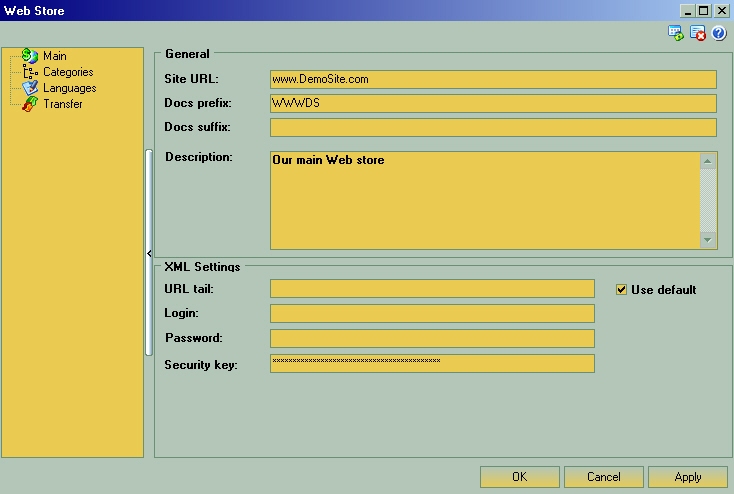 Web Store
Main
Categories
Languages
Transfer
General
Site URL: www.DemoSite.com
Docs prefix: WWWDS
Docs suffix:
Description: Our main Web store
XML Settings
URL tail: Use default
Login:
Password:
Security key: ******************************************
OK Cancel Apply